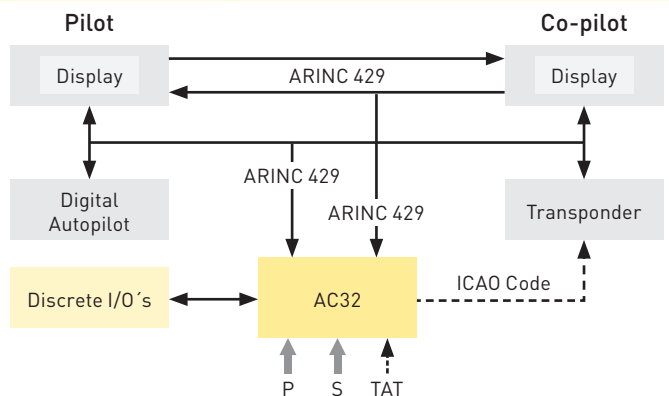 Pilot
Co-pilot
Display
ARINC 429
Display
ARINC 429
ARINC 429
Digital
Autopilot
Transponder
Discrete I/O´s
AC32
ICAO Code
P
S
TAT